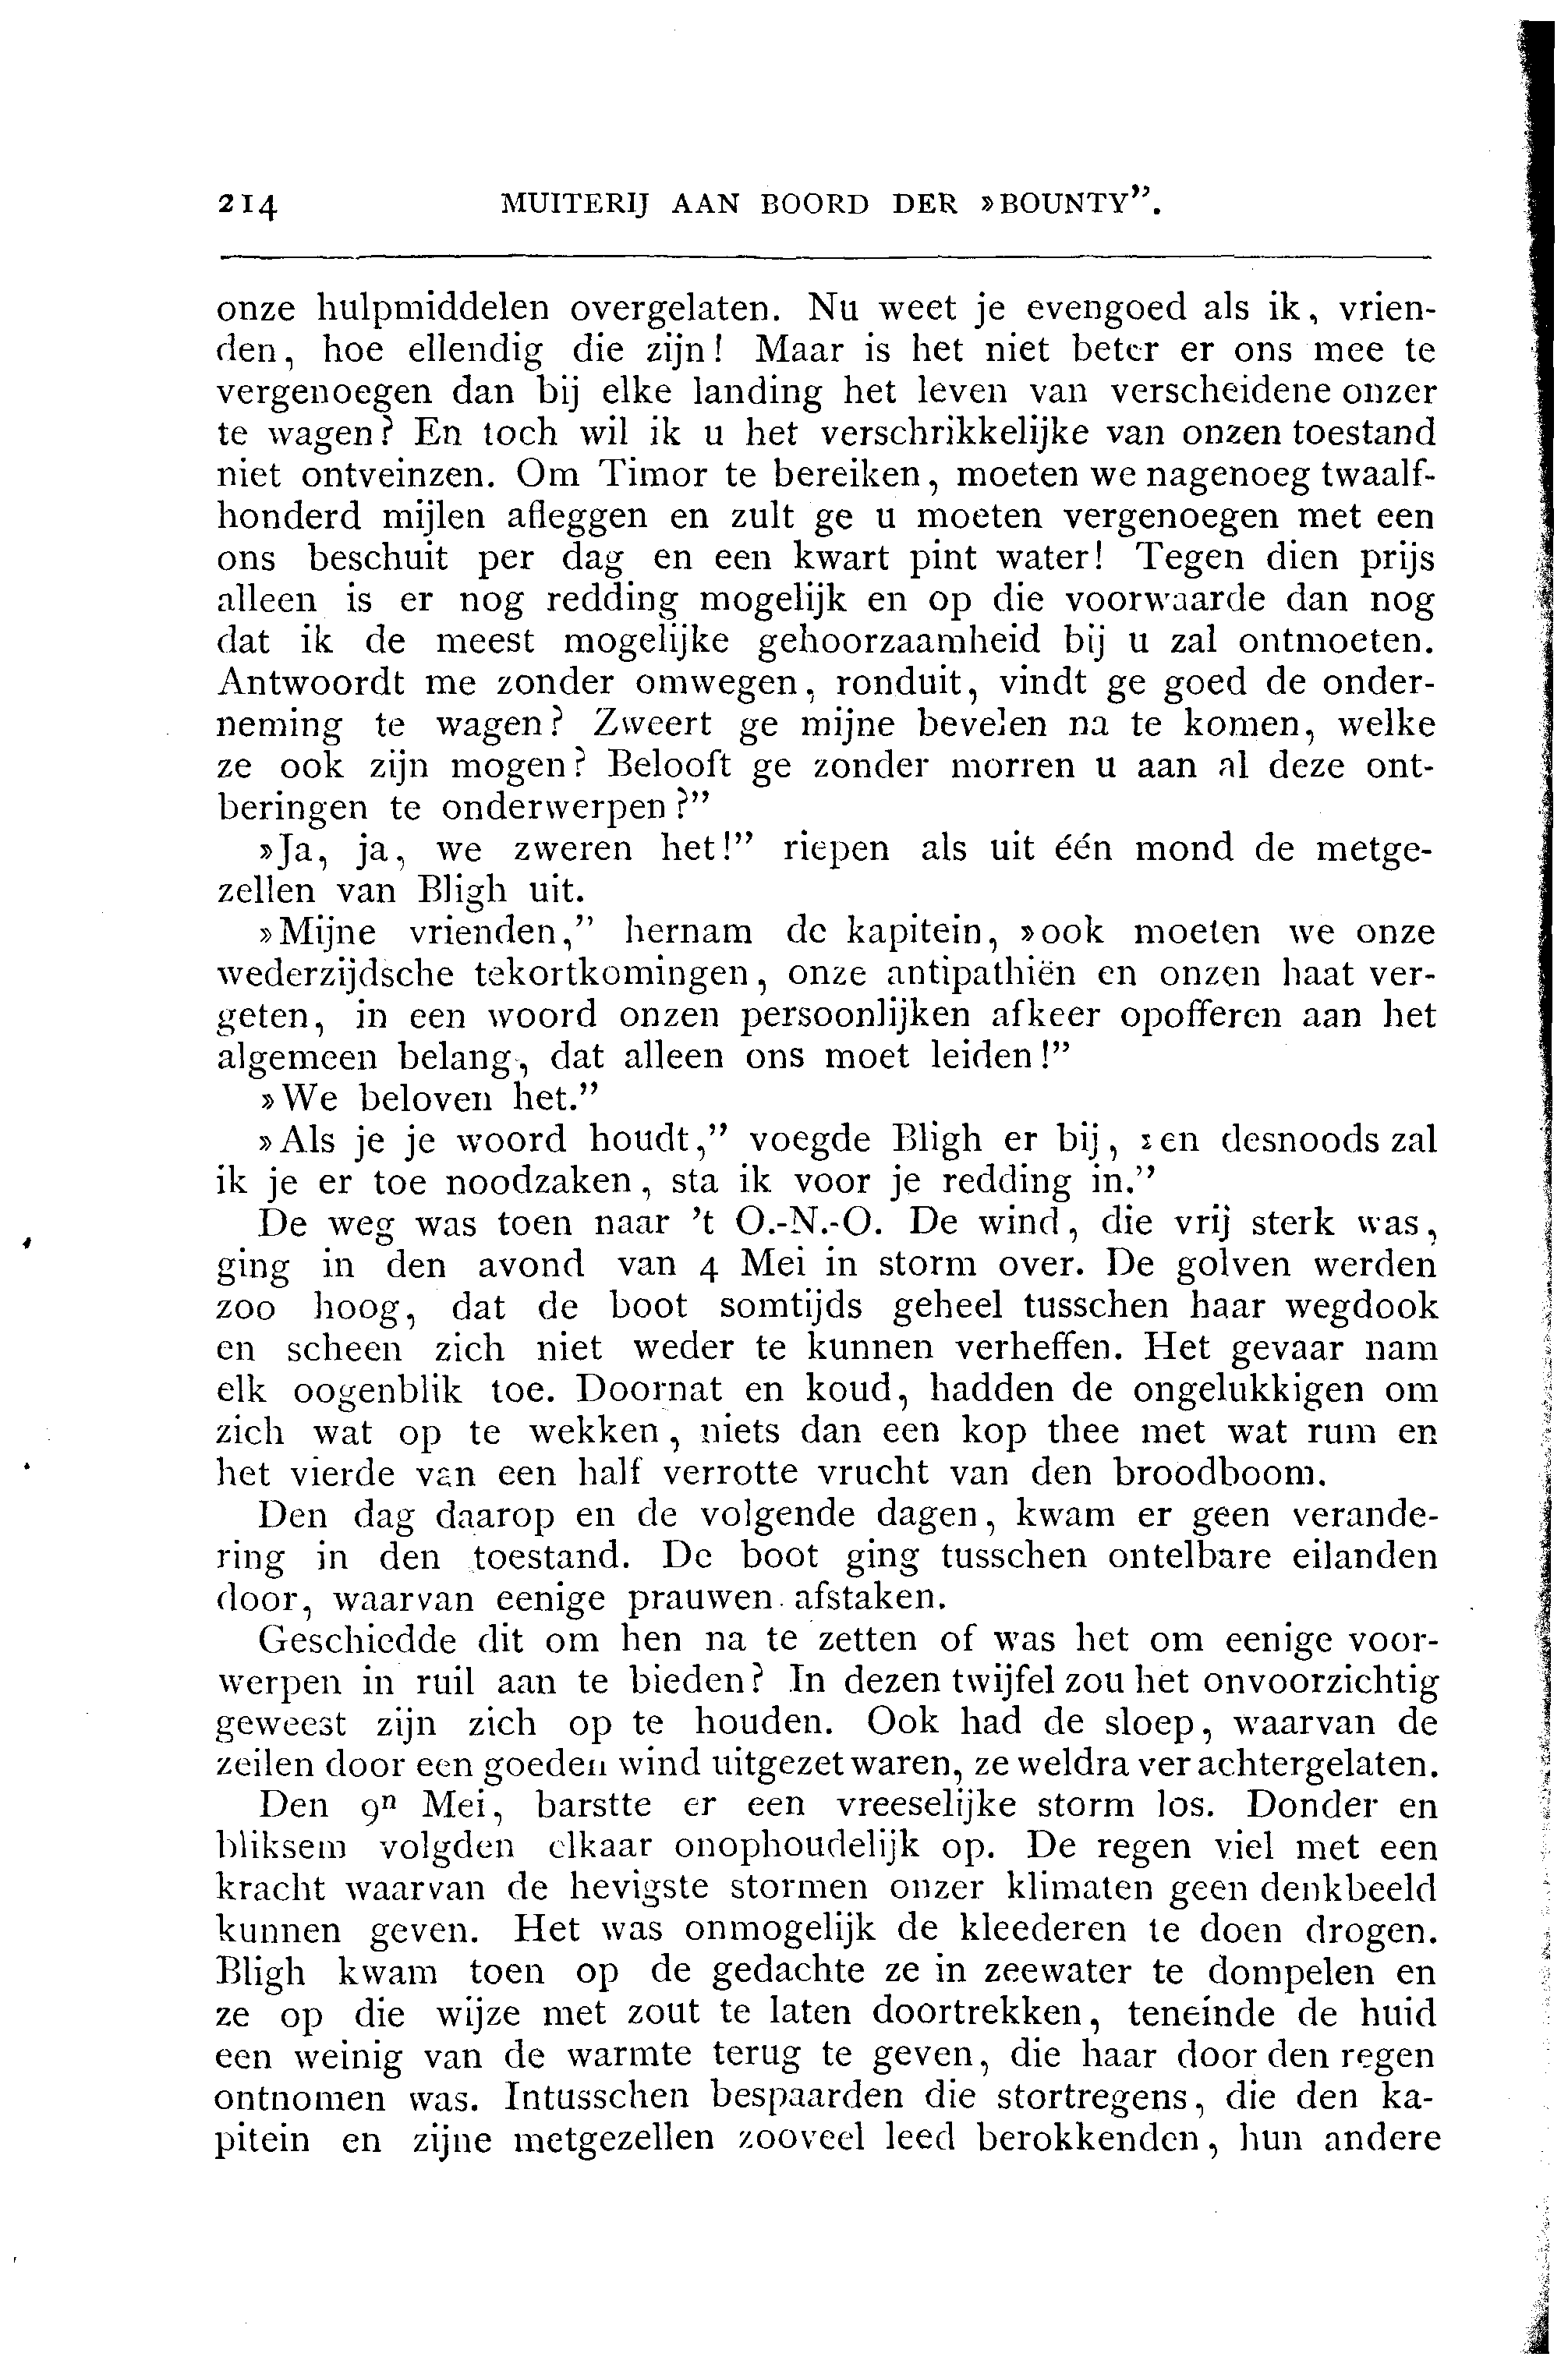 214 MUITERIJ AAN BOORD DER »BOUNTY”.
onze hulpmiddelen overgelaten. Nu weet je evengoed als ik, vrien-
den, hoe ellendig die zijn! Maar is het niet beter er ons mee te
vergenoegen dan bij elke landing het leven van verscheidene onzer
te wagen? En toch wil ik u het verschrikkelijke van onzen toestand
niet ontveinzen. Om Timor te bereiken, moeten we nagenoeg twaalf-
honderd mijlen afleggen en zult ge u moeten vergenoegen met een
ons beschuit per dag en een kwart pint water! Tegen dien prijs
alleen is er nog redding mogelijk en op die voorwaarde dan nog
dat ik de meest mogelijke gehoorzaamheid bij u zal ontmoeten.
Antwoordt me zonder omwegen, ronduit, vindt ge goed de onder-
neming te wagen? Zweert ge mijne bevelen na te komen, welke
ze ook zijn mogen? Belooft ge zonder morren u aan al deze ont-
beringen te onderwerpen?”
»Ja, ja, we zweren het!” riepen als uit één mond de metge-
zellen van Bligh uit.
»Mijne vrienden,” hernam de kapitein, »ook moeten we onze
wederzijdsche tekortkomingen, onze antipathiën en onzen haat ver-
geten, in een woord onzen persoonlijken afkeer opofferen aan het
algemeen belang, dat alleen ons moet leiden!”
»We beloven het.”
»Als je je woord houdt,” voegde Bligh er bij, »en desnoods zal
ik je er toe noodzaken, sta ik voor je redding in.”
De weg was toen naar 't O.-N.-O. De wind, die vrij sterk was,
ging in den avond van 4 Mei in storm over. De golven werden
zoo hoog, dat de boot somtijds geheel tusschen haar wegdook
en scheen zich niet weder te kunnen verheffen. Het gevaar nam
elk oogenblik toe. Doornat en koud, hadden de ongelukkigen om
zich wat op te wekken, niets dan een kop thee met wat rum en
het vierde van een half verrotte vrucht van den broodboom.
Den dag daarop en de volgende dagen, kwam er geen verande-
ring in den toestand. De boot ging tusschen ontelbare eilanden
door, waarvan eenige prauwen afstaken.
Geschiedde dit om hen na te zetten of was het om eenige voor-
werpen in ruil aan te bieden? In dezen twijfel zou het onvoorzichtig
geweest zijn zich op te houden. Ook had de sloep, waarvan de
zeilen door een goeden wind uitgezet waren, ze weldra ver achtergelaten.
Den 9n Mei, barstte er een vreeselijke storm los. Donder en
bliksem volgden elkaar onophoudelijk op. De regen viel met een
kracht waarvan de hevigste stormen onzer klimaten geen denkbeeld
kunnen geven. Het was onmogelijk de kleederen te doen drogen.
Bligh kwam toen op de gedachte ze in zeewater te dompelen en
ze op die wijze met zout te laten doortrekken, teneinde de huid
een weinig van de warmte terug te geven, die haar door den regen
ontnomen was. Intusschen bespaarden die stortregens, die den ka-
pitein en zijne metgezellen zooveel leed berokkenden, hun andere